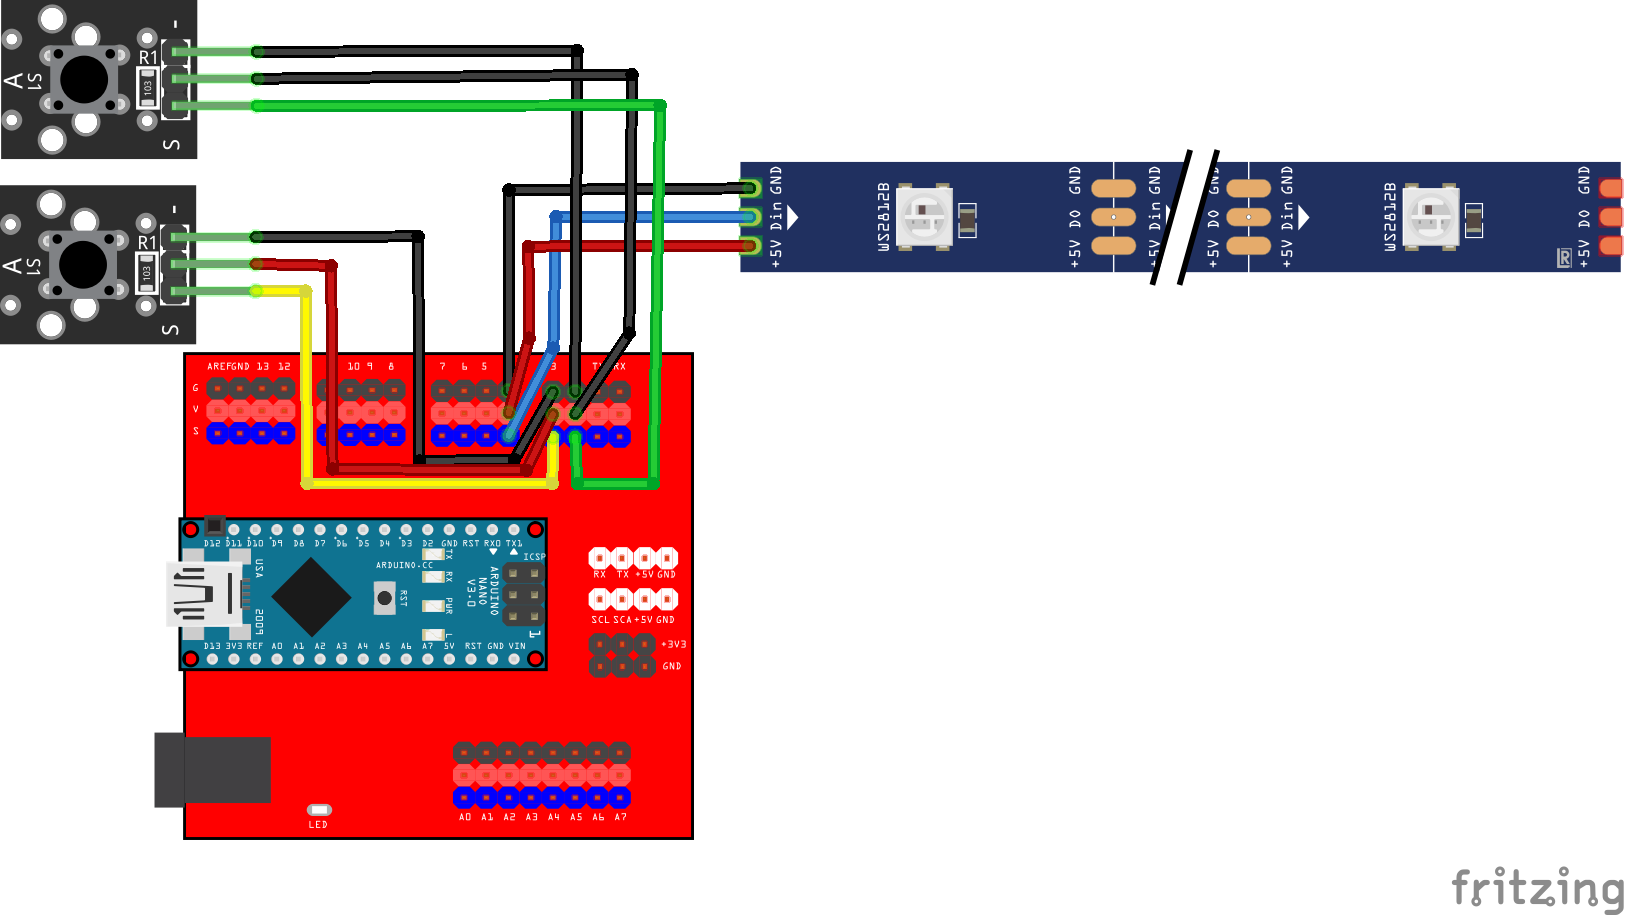 -
R1
A
S1
103
S
-
R1
A
S1
103
S
GND
Din
+5V
WS2812B
GND
DO
+5V
GND
Din
+5V
GND
DO
+5V
GND
Din
+5V
WS2812B
GND
DO
+5V
R
AREF GND 13 12 10 9 8 7 6 5 3 RX
G
V
S
D12 D11 D10 D9 D8 D7 D6 D5 D4 D3 D2 GND RST RX0 TX1
USA
2009
ARDUINO.CC
RST
TX
RX
PWR
L
ARDUINO
NANO
V3.0
ICSP
1
D13 3V3 REF A0 A1 A2 A3 A4 A5 A6 A7 5V RST GND VIN
RX TX +5V GND
SCL SCA +5V GND
+3V3
GND
A0 A1 A2 A3 A4 A5 A6 A7
LED
fritzing